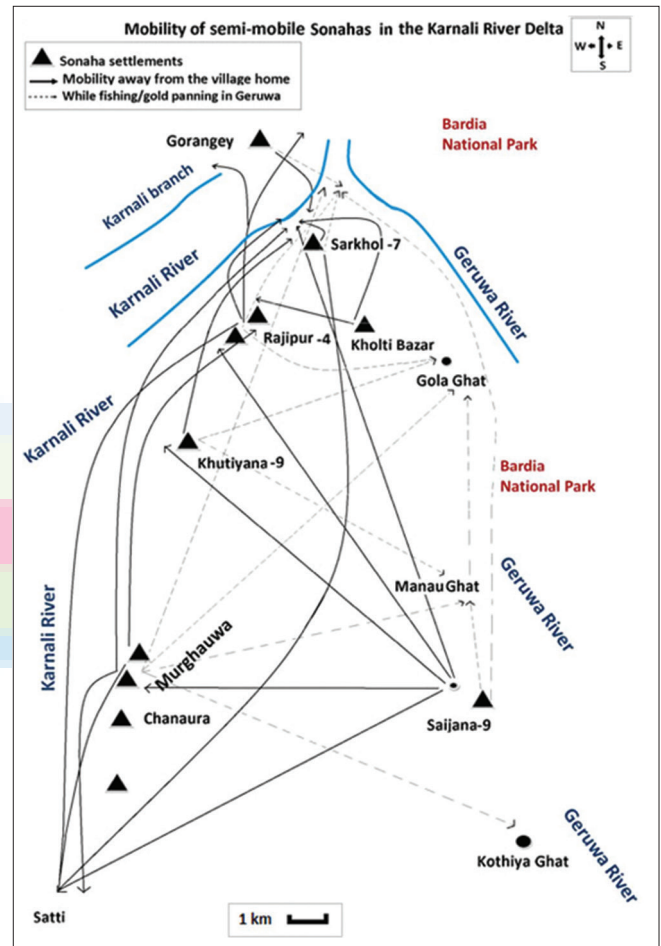 Mobility of semi-mobile Sonahas in the Karnali River Delta
N
W E
S
Sonaha settlements
Mobility away from the village home
While fishing/gold panning in Geruwa
Gorangey
Bardia
National Park
Karnali branch
Karnali River
Sarkhol -7
Geruwa River
Rajipur -4
Kholti Bazar
Gola Ghat
Karnali River
Khutiyana -9
Bardia
National Park
Manau Ghat
Geruwa River
Karnali River
Murghauwa
Chanaura
Saijana-9
Kothiya Ghat
Geruwa River
Satti
1 km